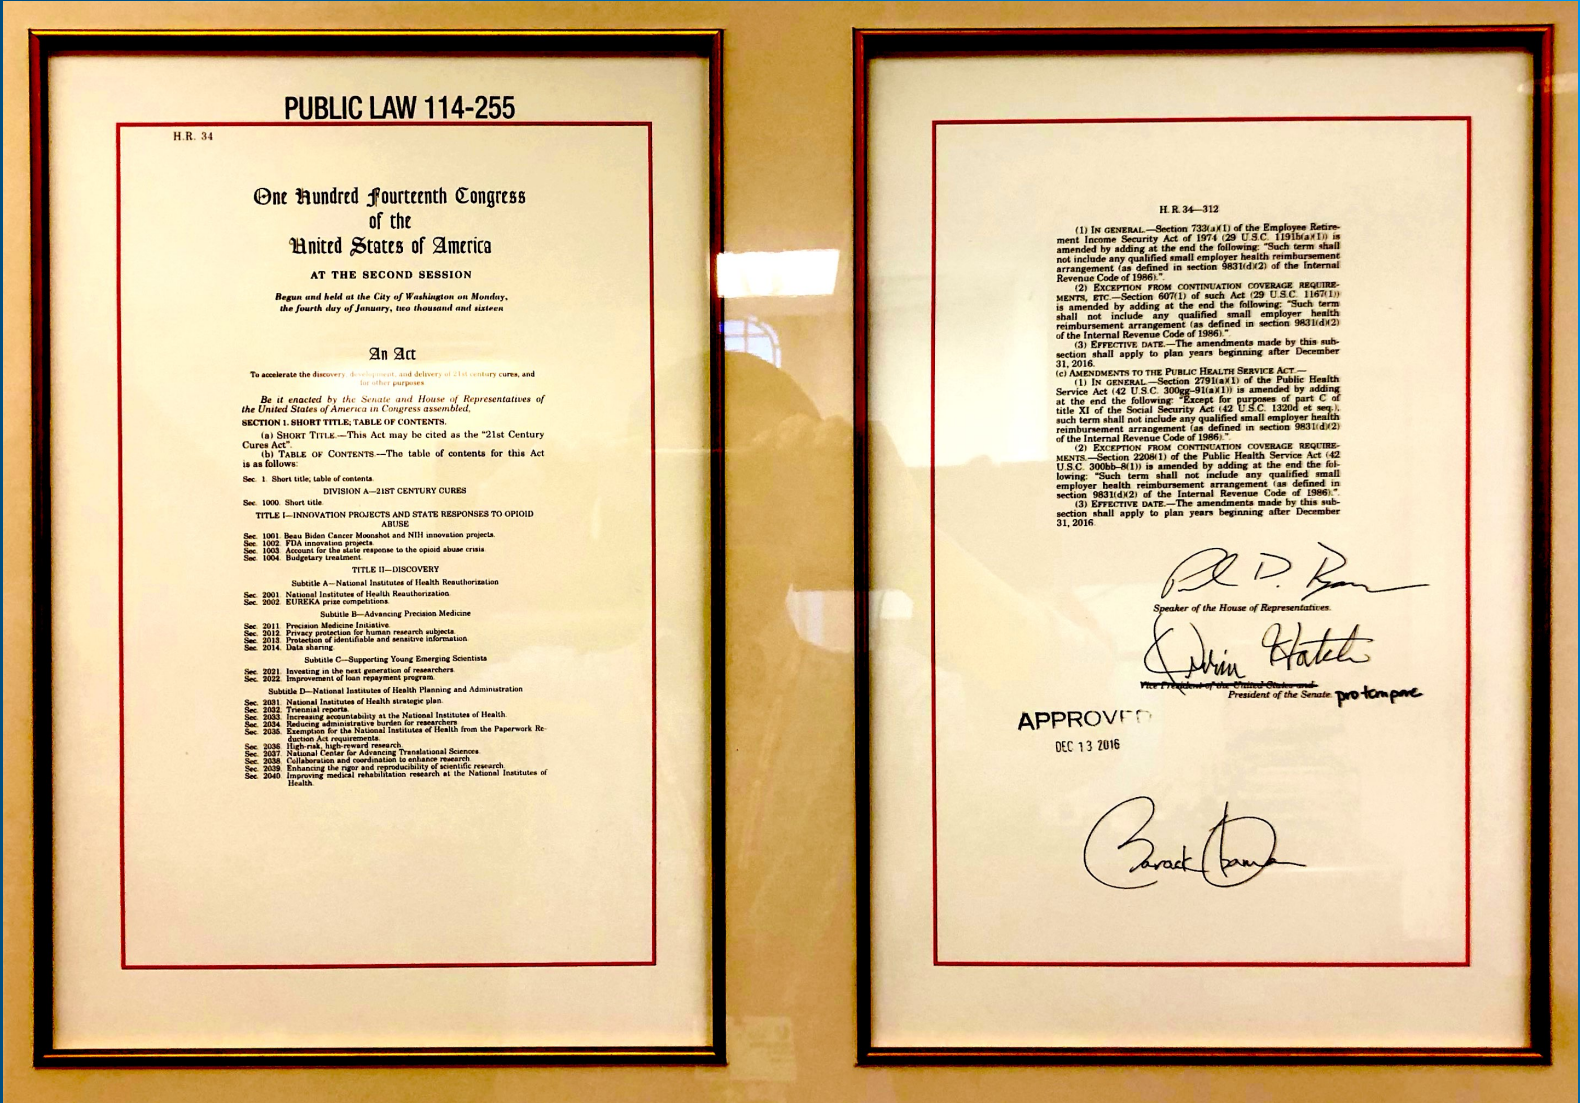 PUBLIC LAW 114-255
H.R. 34
One Hundred Fourteenth Congress
of the
United States of America
AT THE SECOND SESSION
Begun and held at the City of Washington on Monday,
the fourth day of January, two thousand and sixteen
An Act
To accelerate the discovery, development, and delivery of 21st century cures, and
for other purposes
Be it enacted by the Senate and House of Representatives of
the United States of America in Congress assembled,
SECTION 1. SHORT TITLE; TABLE OF CONTENTS.
(a) SHORT TITLE.—This Act may be cited as the "21st Century
Cures Act".
(b) TABLE OF CONTENTS.—The table of contents for this Act
is as follows:
Sec. 1. Short title; table of contents.
DIVISION A—21ST CENTURY CURES
Sec. 1000. Short title.
TITLE I—INNOVATION PROJECTS AND STATE RESPONSES TO OPIOID
ABUSE
Sec. 1001. Beau Biden Cancer Moonshot and NIH innovation projects.
Sec. 1002. FDA innovation projects.
Sec. 1003. Account for the state response to the opioid abuse crisis.
Sec. 1004. Budgetary treatment.
TITLE II—DISCOVERY
Subtitle A—National Institutes of Health Reauthorization
Sec. 2001. National Institutes of Health Reauthorization.
Sec. 2002. EUREKA prize competitions.
Subtitle B—Advancing Precision Medicine
Sec. 2011. Precision Medicine Initiative.
Sec. 2012. Privacy protection for human research subjects.
Sec. 2013. Protection of identifiable and sensitive information.
Sec. 2014. Data sharing.
Subtitle C—Supporting Young Emerging Scientists
Sec. 2021. Investing in the next generation of researchers.
Sec. 2022. Improvement of loan repayment program.
Subtitle D—National Institutes of Health Planning and Administration
Sec. 2031. National Institutes of Health strategic plan.
Sec. 2032. Triennial reports.
Sec. 2033. Increasing accountability at the National Institutes of Health.
Sec. 2034. Reducing administrative burden for researchers.
Sec. 2035. Exemption for the National Institutes of Health from the Paperwork Re-
duction Act requirements.
Sec. 2036. High-risk, high-reward research.
Sec. 2037. National Center for Advancing Translational Sciences.
Sec. 2038. Collaboration and coordination to enhance research.
Sec. 2039. Enhancing the rigor and reproducibility of scientific research.
Sec. 2040. Improving medical rehabilitation research at the National Institutes of
Health.
H. R. 34—312
(1) IN GENERAL.—Section 733(a)(1) of the Employee Retire-
ment Income Security Act of 1974 (29 U.S.C. 1191b(a)(1)) is
amended by adding at the end the following: "Such term shall
not include any qualified small employer health reimbursement
arrangement (as defined in section 9831(d)(2) of the Internal
Revenue Code of 1986).".
(2) EXCEPTION FROM CONTINUATION COVERAGE REQUIRE-
MENTS, ETC.—Section 607(1) of such Act (29 U.S.C. 1167(1))
is amended by adding at the end the following: "Such term
shall not include any qualified small employer health
reimbursement arrangement (as defined in section 9831(d)(2)
of the Internal Revenue Code of 1986).".
(3) EFFECTIVE DATE.—The amendments made by this sub-
section shall apply to plan years beginning after December
31, 2016.
(c) AMENDMENTS TO THE PUBLIC HEALTH SERVICE ACT.—
(1) IN GENERAL.—Section 2791(a)(1) of the Public Health
Service Act (42 U.S.C. 300gg–91(a)(1)) is amended by adding
at the end the following: "Except for purposes of part C of
title XI of the Social Security Act (42 U.S.C. 1320d et seq.),
such term shall not include any qualified small employer health
reimbursement arrangement (as defined in section 9831(d)(2)
of the Internal Revenue Code of 1986).".
(2) EXCEPTION FROM CONTINUATION COVERAGE REQUIRE-
MENTS.—Section 2208(1) of the Public Health Service Act (42
U.S.C. 300bb–8(1)) is amended by adding at the end the fol-
lowing: "Such term shall not include any qualified small
employer health reimbursement arrangement (as defined in
section 9831(d)(2) of the Internal Revenue Code of 1986).".
(3) EFFECTIVE DATE.—The amendments made by this sub-
section shall apply to plan years beginning after December
31, 2016.
Paul D. Ryan
Speaker of the House of Representatives.
Orrin Hatch
Vice President of the United States and
President of the Senate. pro tempore
APPROVED
DEC 13 2016
Barack Obama